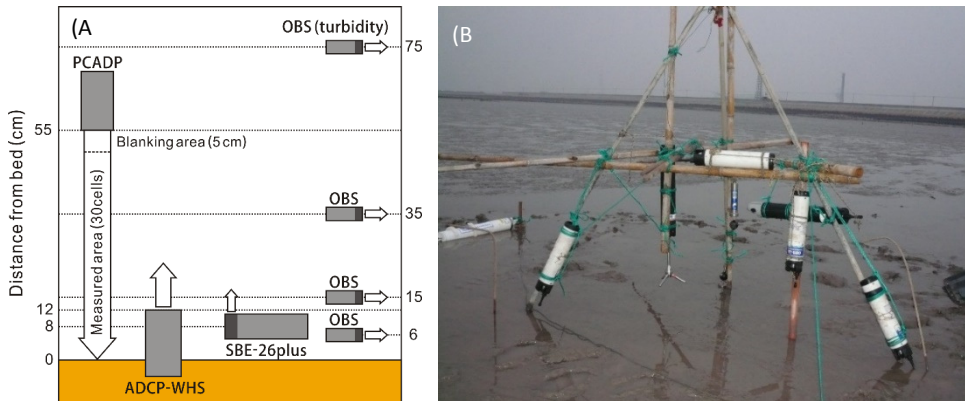 (A
OBS (turbidity)
75
PCADP
55
Blanking area (5 cm)
Distance from bed (cm)
Measured area (30cells)
OBS
35
OBS
15
12
OBS
8
6
SBE-26plus
0
ADCP-WHS
(B